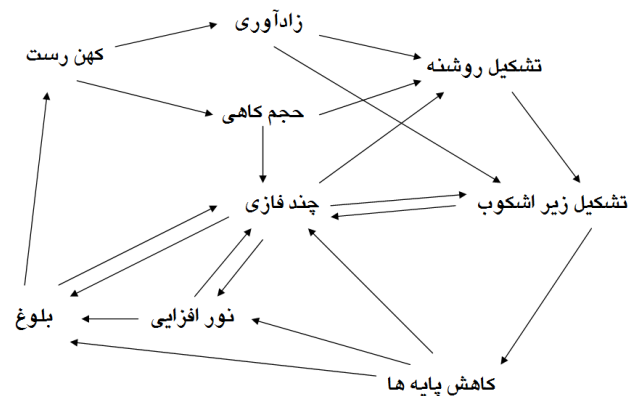 زادآوری
کهن رست
تشکیل روشنه
حجم کاهی
چند فازی
تشکیل زیر اشکوب
نور افزایی
بلوغ
کاهش پایه ها